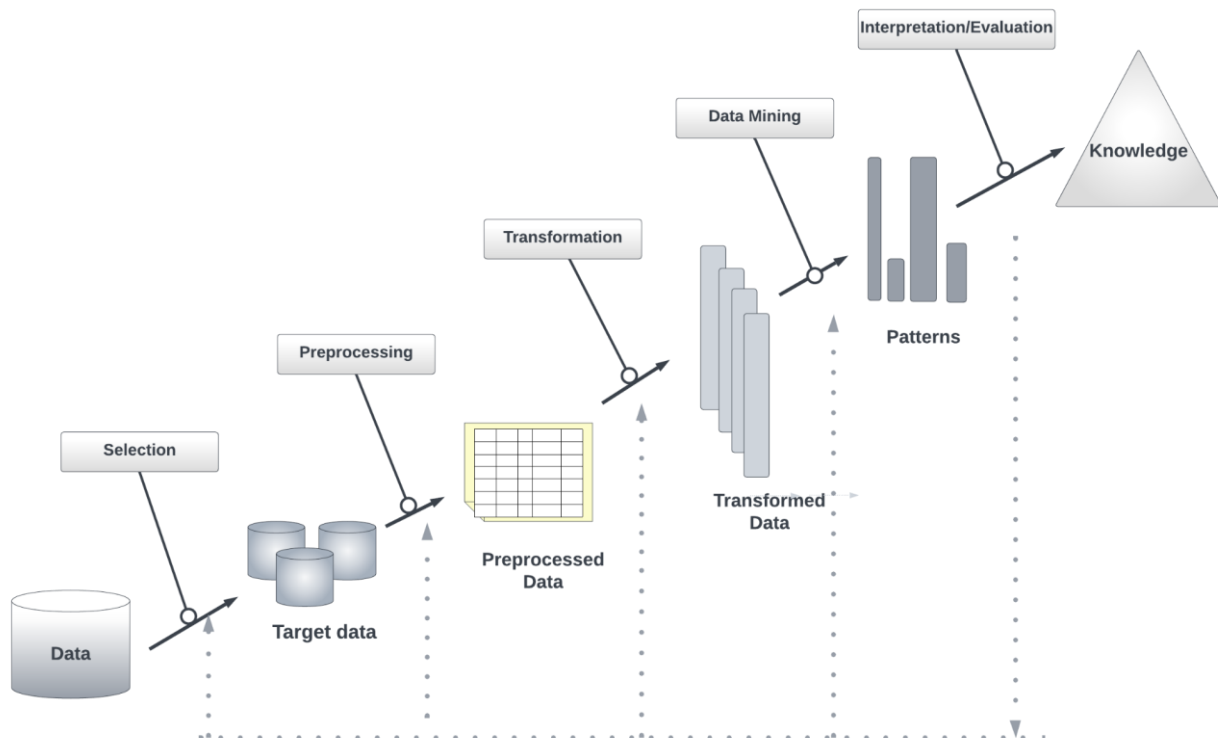 Interpretation/Evaluation
Data Mining
Knowledge
Transformation
Patterns
Preprocessing
Selection
Transformed
Data
Preprocessed
Data
Target data
Data